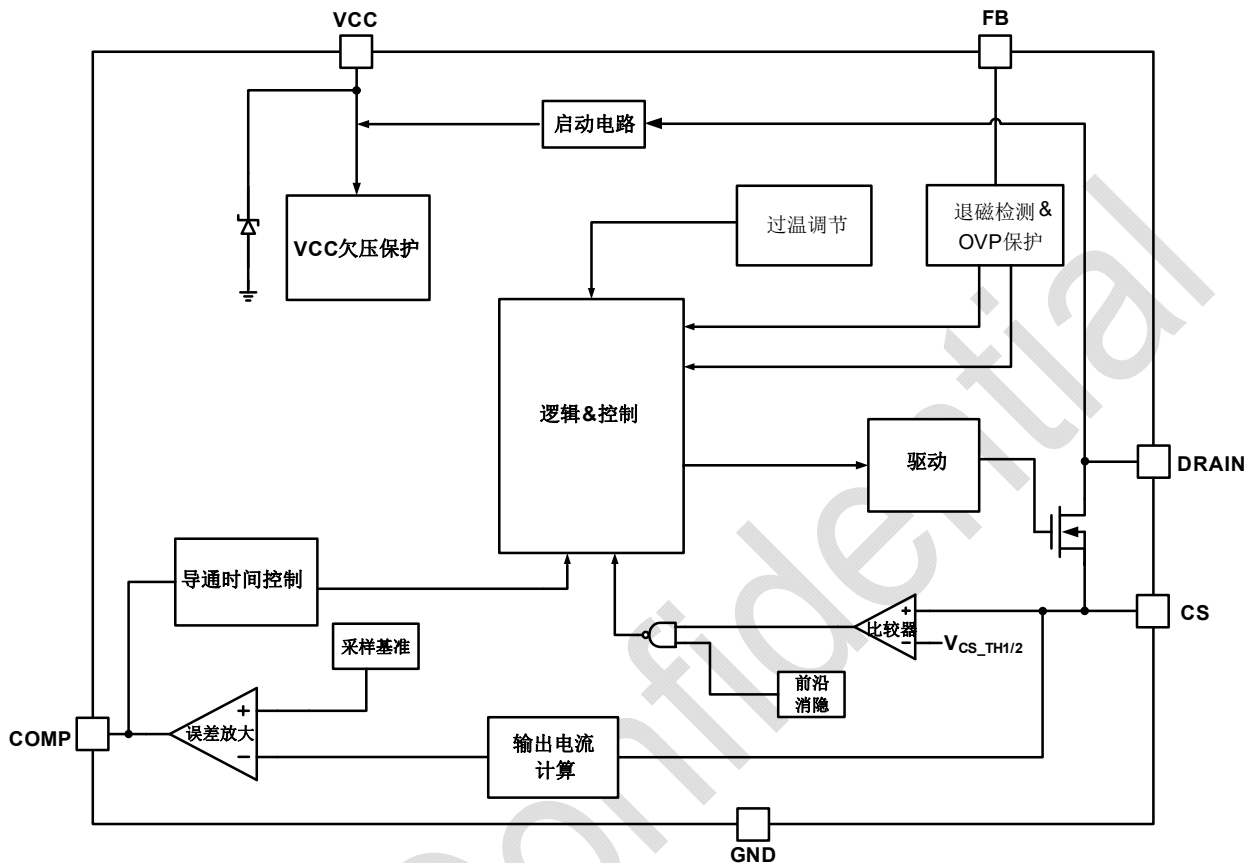 VCC
FB
启动电路
VCC欠压保护
过温调节
退磁检测&
OVP保护
逻辑&控制
驱动
DRAIN
导通时间控制
采样基准
+
比较器
−
VCS_TH1/2
CS
前沿
消隐
COMP
+
误差放大
−
输出电流
计算
GND
Confidential